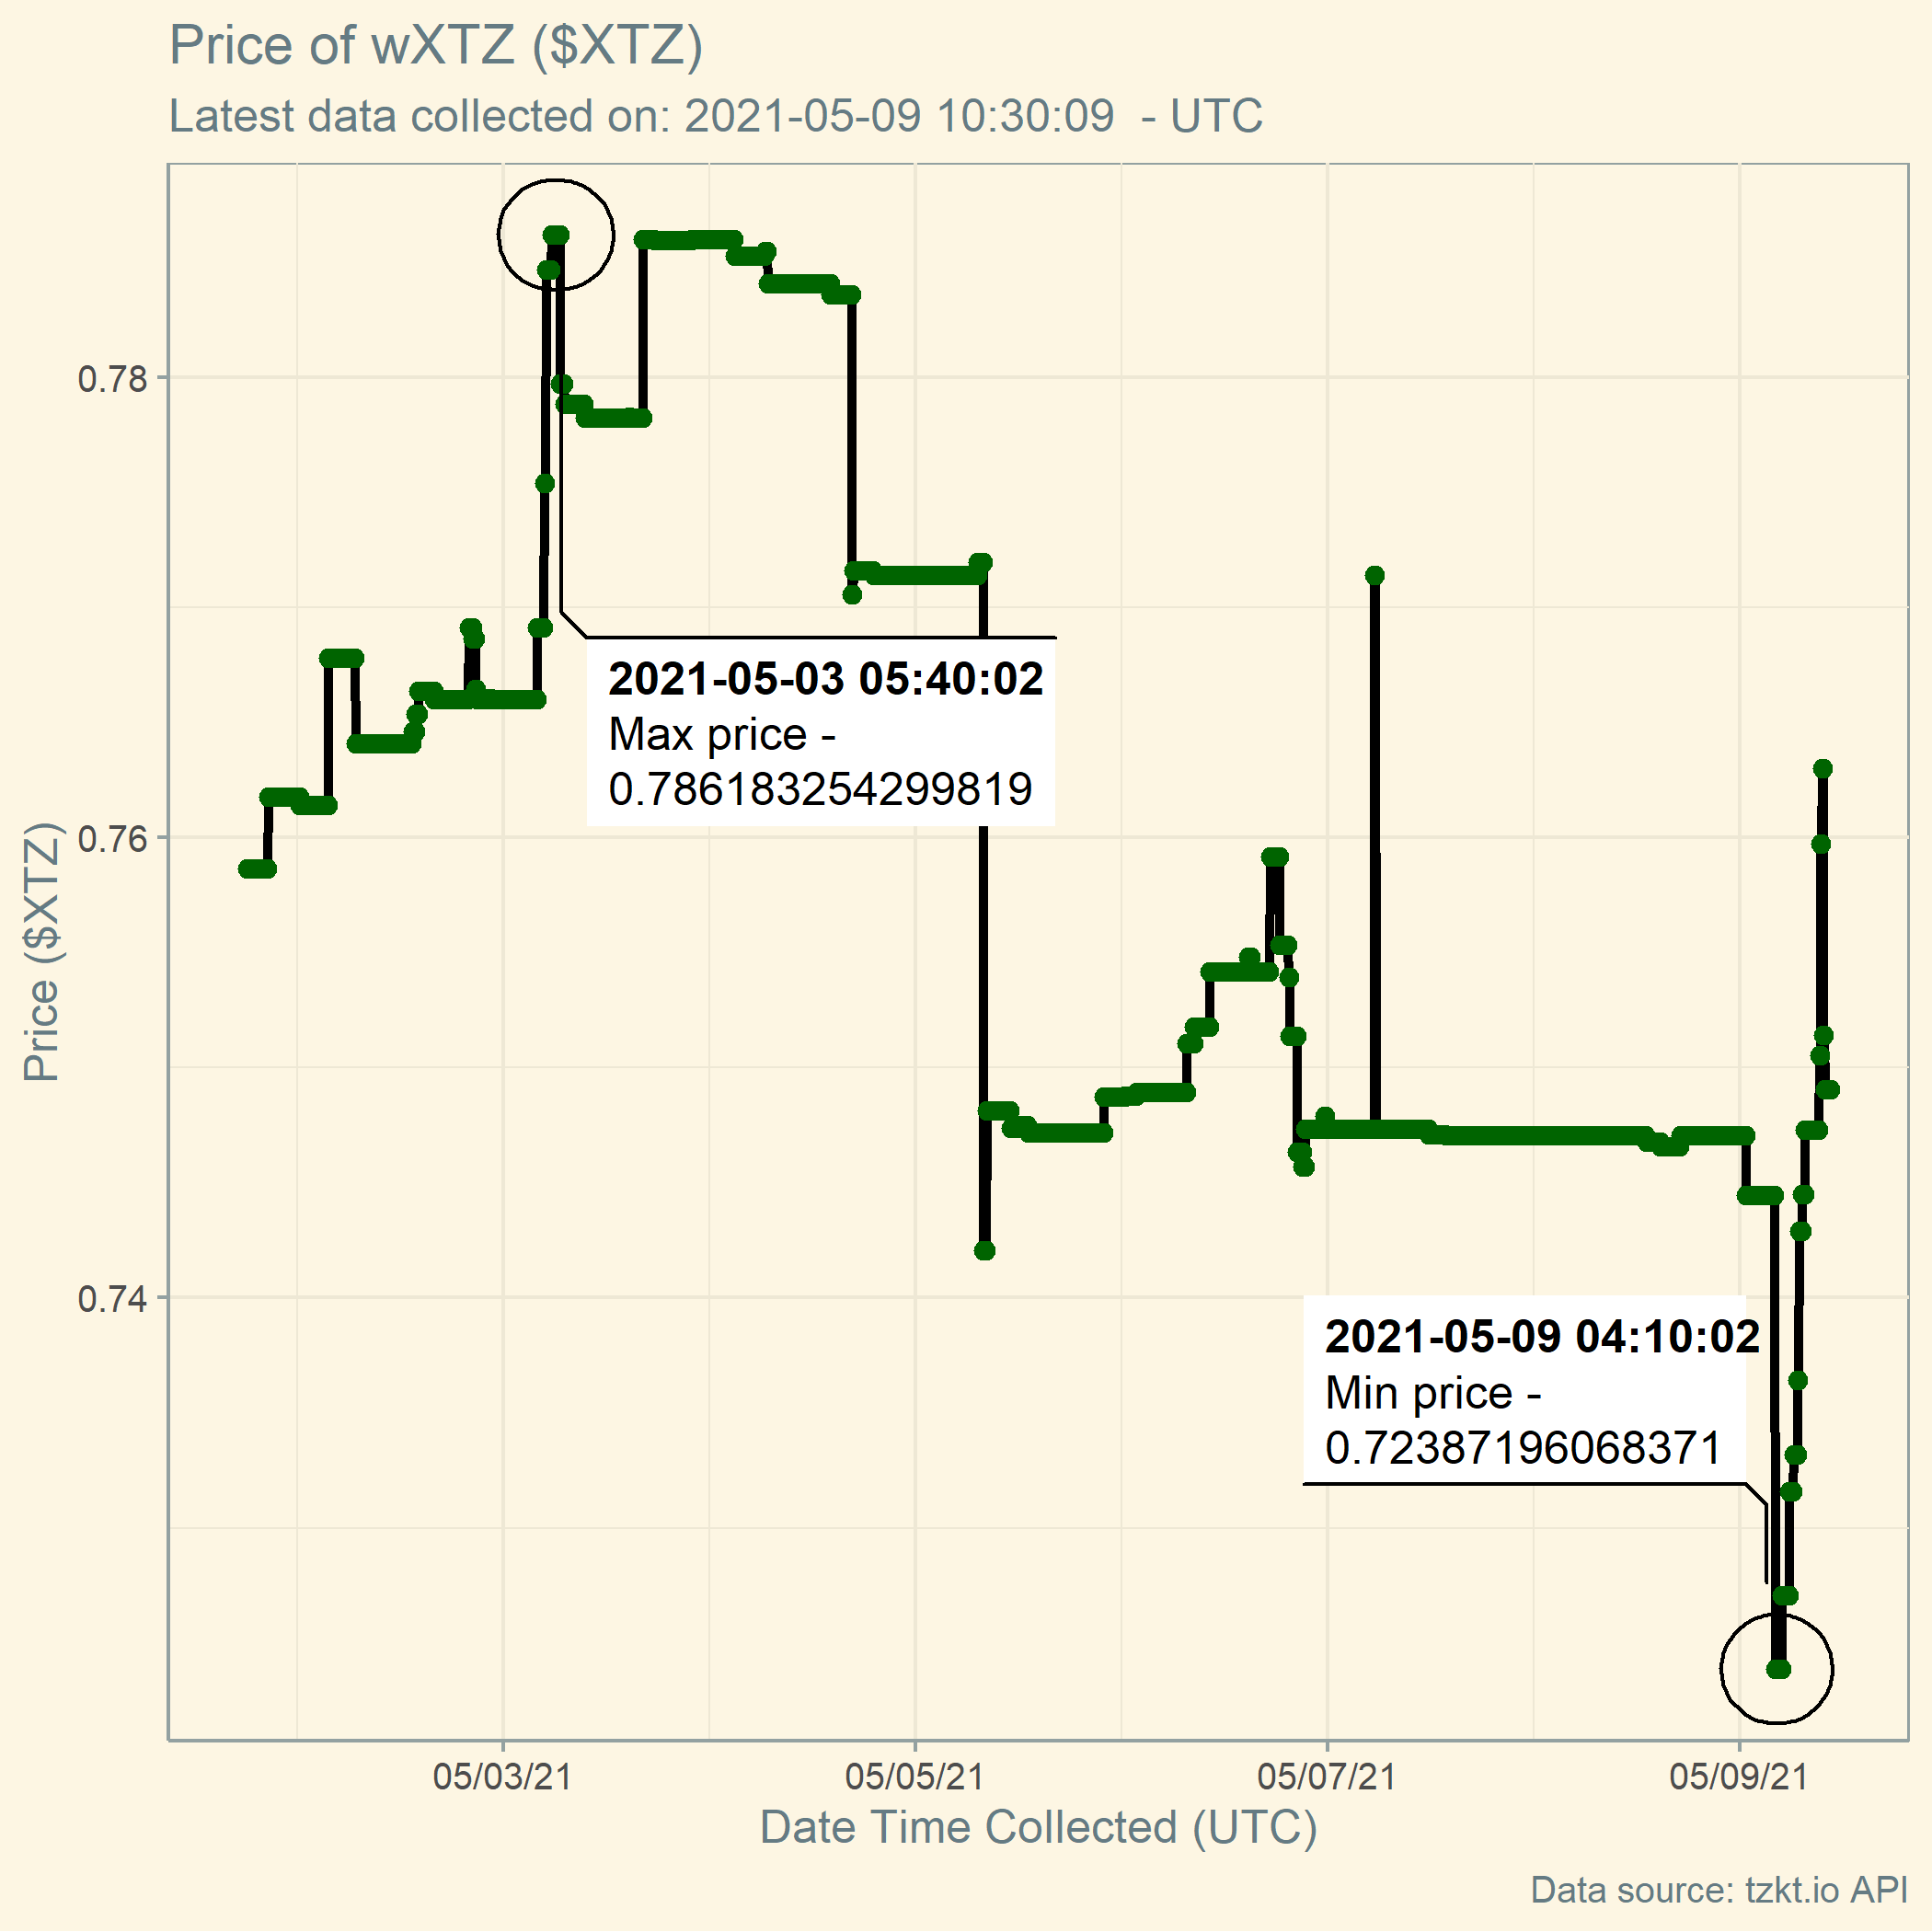 Price of wXTZ ($XTZ)
Latest data collected on: 2021-05-09 10:30:09  - UTC
Price ($XTZ)
0.78
0.76
0.74
2021-05-03 05:40:02
Max price -
0.786183254299819
2021-05-09 04:10:02
Min price -
0.72387196068371
05/03/21
05/05/21
05/07/21
05/09/21
Date Time Collected (UTC)
Data source: tzkt.io API